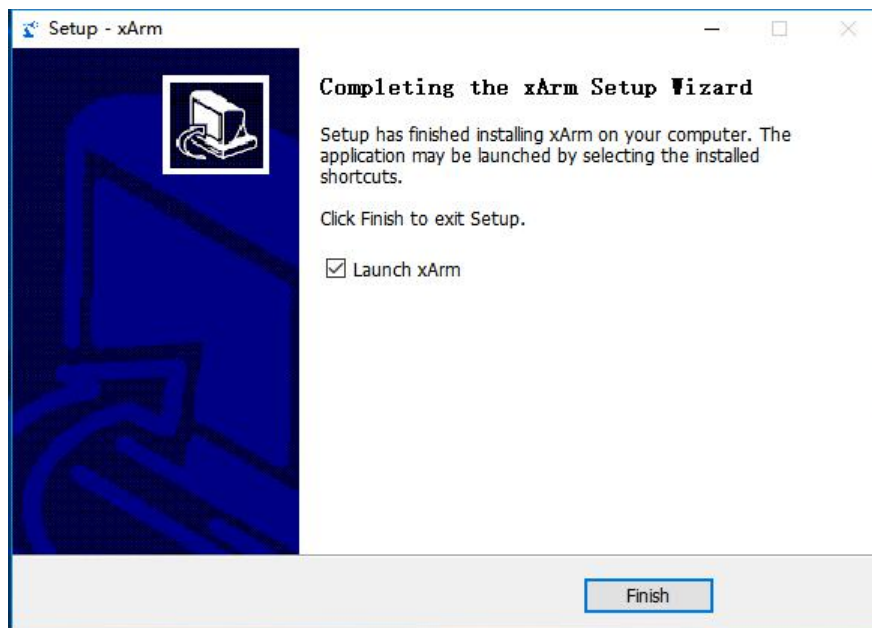 Setup - xArm
Completing the xArm Setup Wizard
Setup has finished installing xArm on your computer. The
application may be launched by selecting the installed
shortcuts.
Click Finish to exit Setup.
Launch xArm
Finish